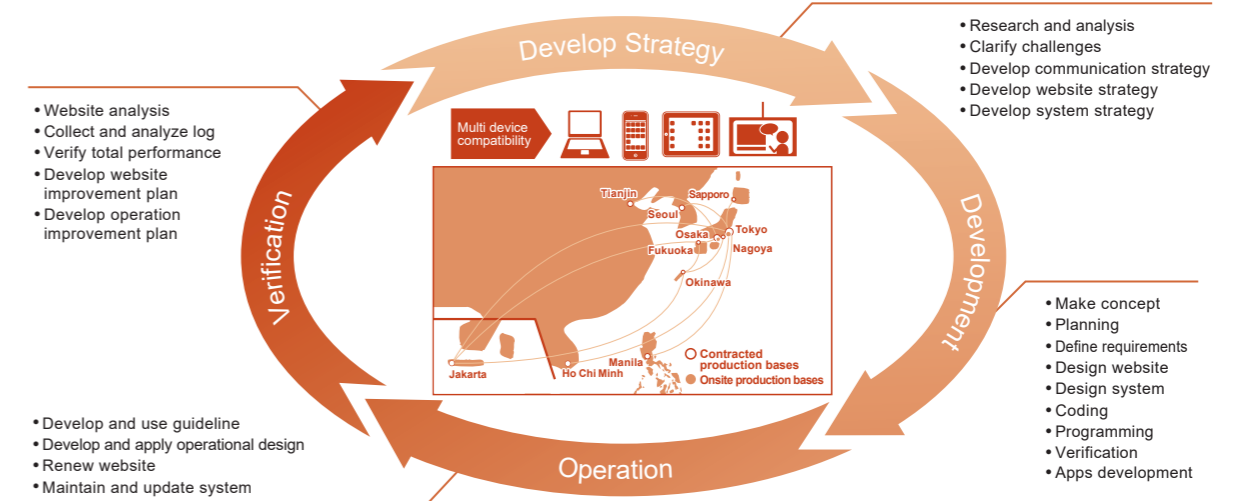 Develop Strategy
• Research and analysis
• Clarify challenges
• Develop communication strategy
• Develop website strategy
• Develop system strategy
• Website analysis
• Collect and analyze log
• Verify total performance
• Develop website
improvement plan
• Develop operation
improvement plan
Multi device
compatibility
Verification
Development
Tianjin
Sapporo
Seoul
Osaka
Tokyo
Fukuoka
Nagoya
Okinawa
Jakarta
Ho Chi Minh
Manila
Contracted
production bases
Onsite production bases
• Make concept
• Planning
• Define requirements
• Design website
• Design system
• Coding
• Programming
• Verification
• Apps development
• Develop and use guideline
• Develop and apply operational design
• Renew website
• Maintain and update system
Operation